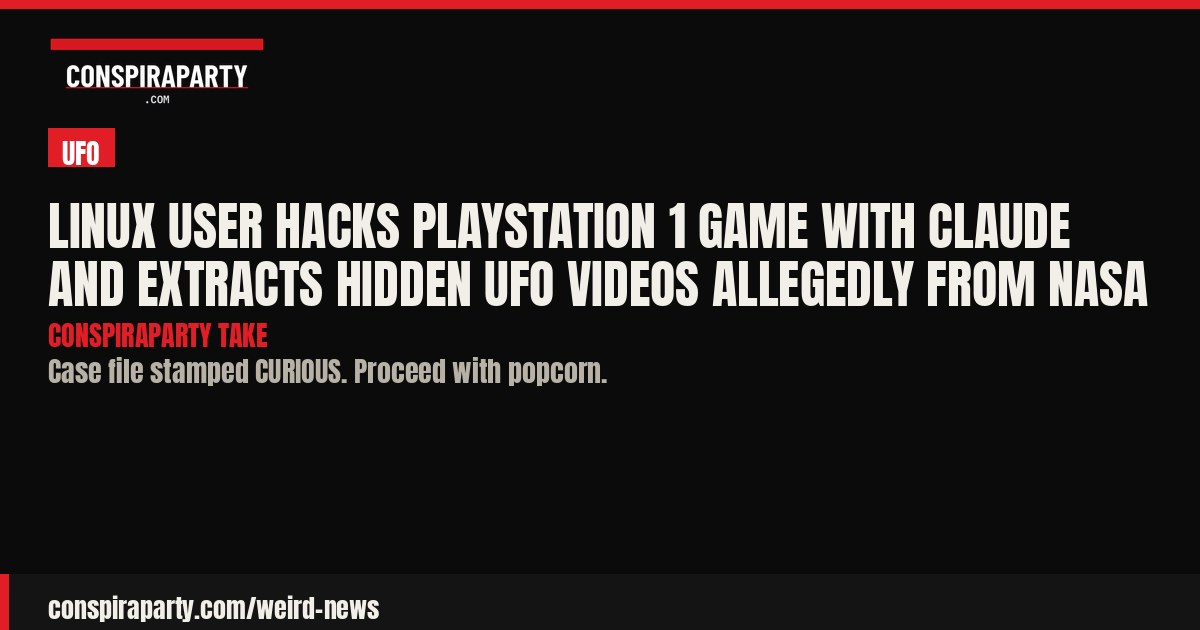 CONSPIRAPARTY
.COM
UFO
LINUX USER HACKS PLAYSTATION 1 GAME WITH CLAUDE
AND EXTRACTS HIDDEN UFO VIDEOS ALLEGEDLY FROM NASA
CONSPIRAPARTY TAKE
Case file stamped CURIOUS. Proceed with popcorn.
conspiraparty.com/weird-news